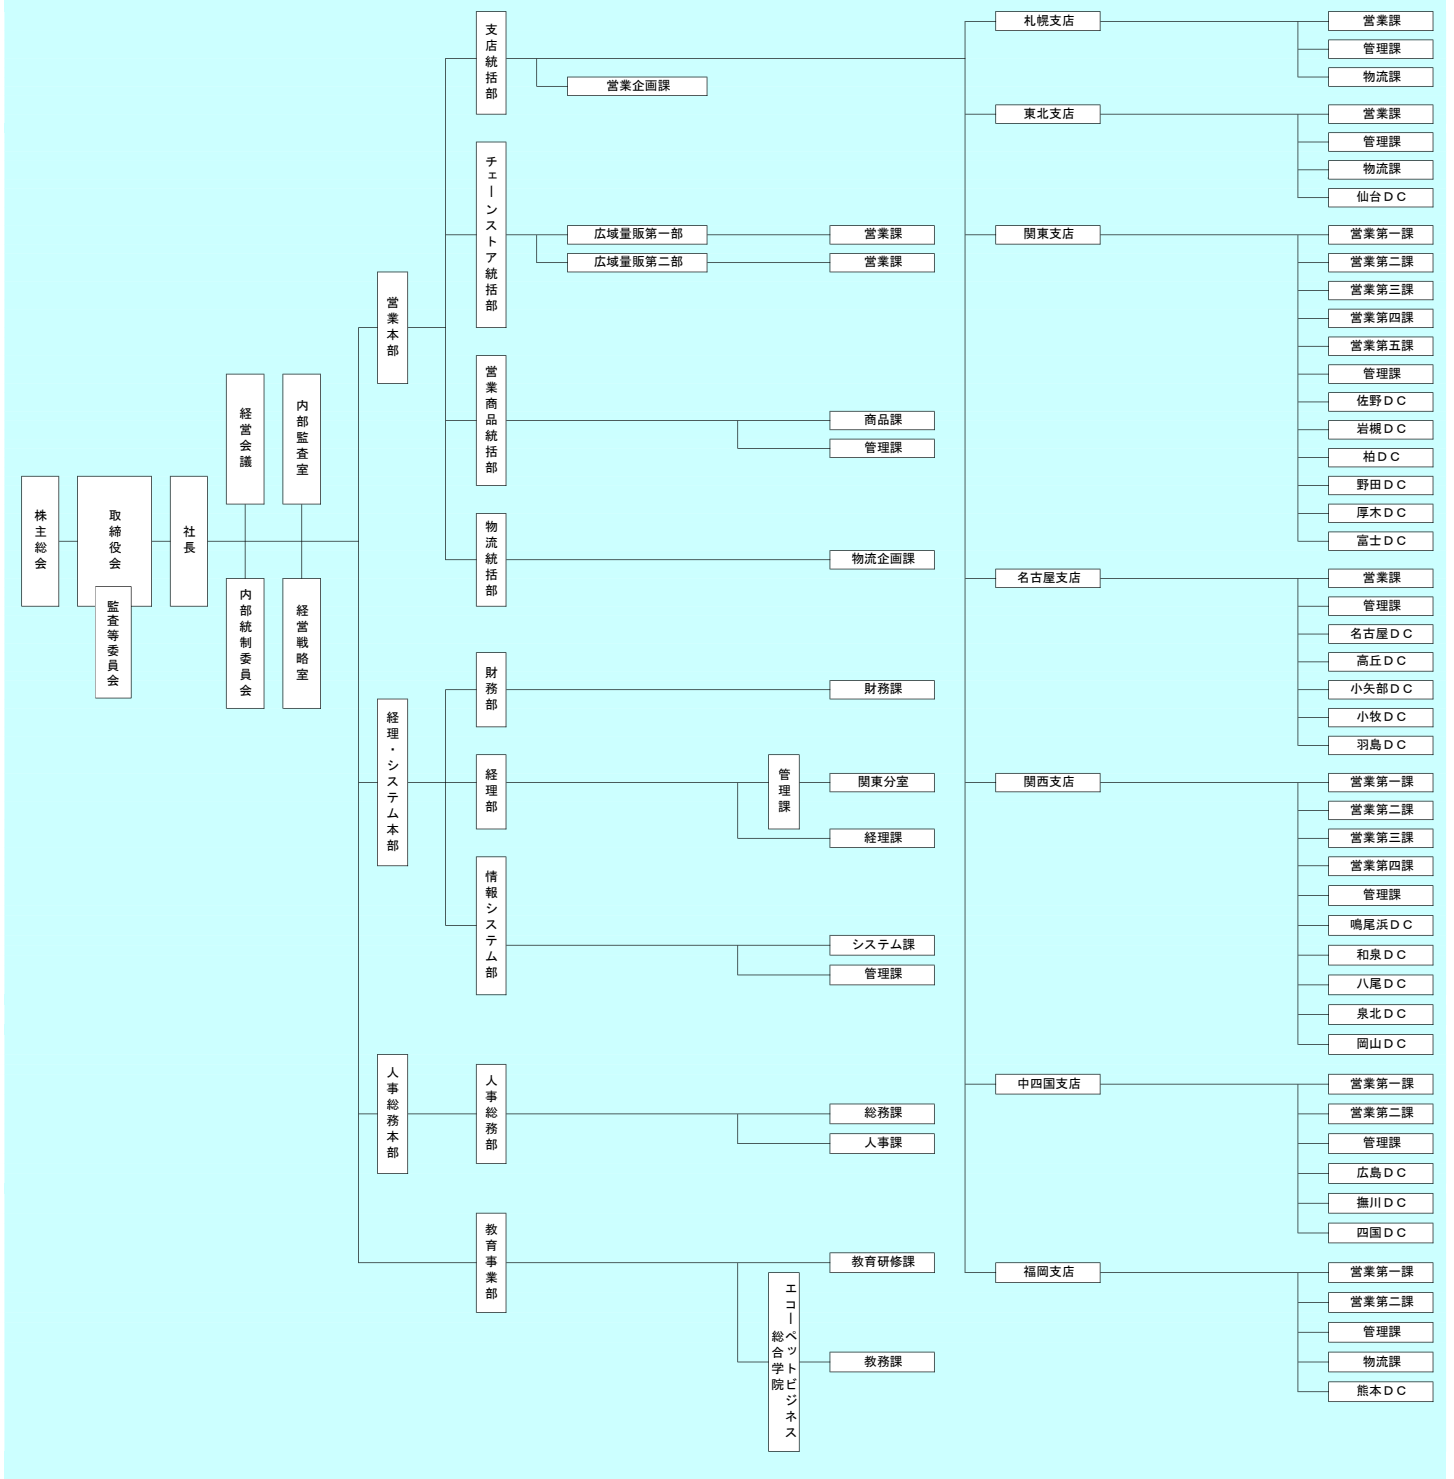 株主総会
取締役会
監査等委員会
社長
経営会議
内部監査室
内部統制委員会
経営戦略室
営業本部
支店統括部
営業企画課
チェーンストア統括部
広域量販第一部
営業課
広域量販第二部
営業課
営業商品統括部
商品課
管理課
物流統括部
物流企画課
経理・システム本部
財務部
財務課
経理部
管理課
関東分室
経理課
情報システム部
システム課
管理課
人事総務本部
人事総務部
総務課
人事課
教育事業部
教育研修課
エコーペットビジネス
総合学院
教務課
札幌支店
営業課
管理課
物流課
東北支店
営業課
管理課
物流課
仙台ＤＣ
関東支店
営業第一課
営業第二課
営業第三課
営業第四課
営業第五課
管理課
佐野ＤＣ
岩槻ＤＣ
柏ＤＣ
野田ＤＣ
厚木ＤＣ
富士ＤＣ
名古屋支店
営業課
管理課
名古屋ＤＣ
高丘ＤＣ
小矢部ＤＣ
小牧ＤＣ
羽島ＤＣ
関西支店
営業第一課
営業第二課
営業第三課
営業第四課
管理課
鳴尾浜ＤＣ
和泉ＤＣ
八尾ＤＣ
泉北ＤＣ
岡山ＤＣ
中四国支店
営業第一課
営業第二課
管理課
広島ＤＣ
撫川ＤＣ
四国ＤＣ
福岡支店
営業第一課
営業第二課
管理課
物流課
熊本ＤＣ